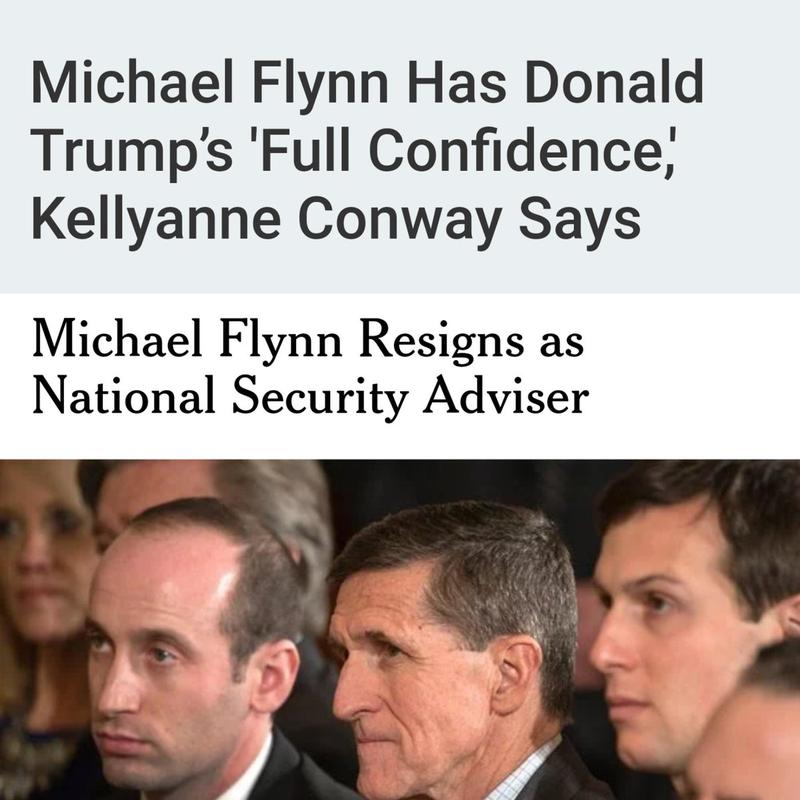 Michael Flynn Has Donald
Trump’s 'Full Confidence,'
Kellyanne Conway Says
Michael Flynn Resigns as
National Security Adviser